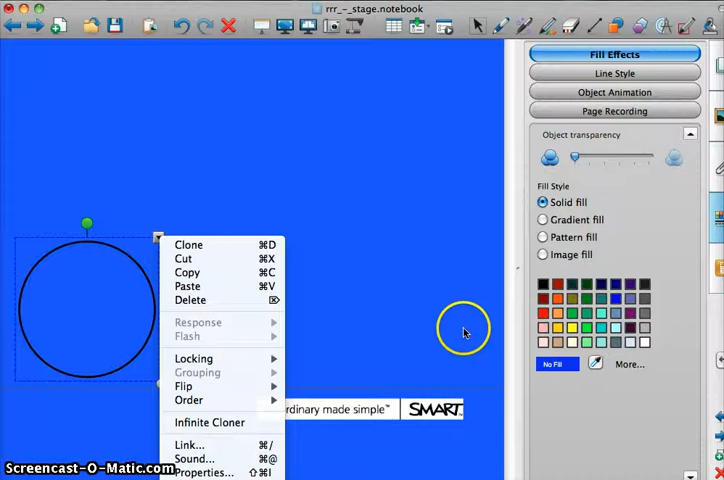 rrr_-_stage.notebook
Fill Effects
Line Style
Object Animation
Page Recording
Object transparency
Fill Style
Solid fill
Gradient fill
Pattern fill
Image fill
No Fill
More...
Clone ⌘D
Cut ⌘X
Copy ⌘C
Paste ⌘V
Delete ⌦
Response
Flash
Locking
Grouping
Flip
Order
Infinite Cloner
Link... ⌘/
Sound... ⌘@
Properties... ⇧⌘I
rdinary made simple™ SMART™
Screencast-O-Matic.com